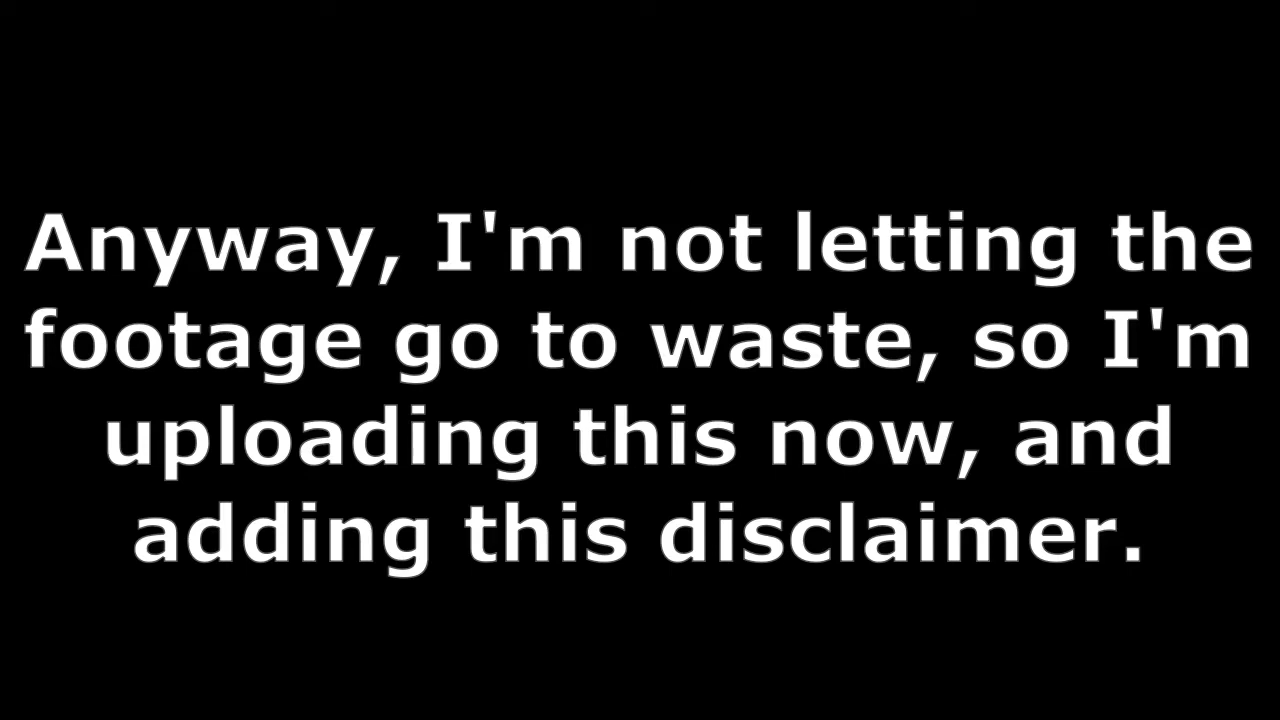 Anyway, I'm not letting the
footage go to waste, so I'm
uploading this now, and
adding this disclaimer.